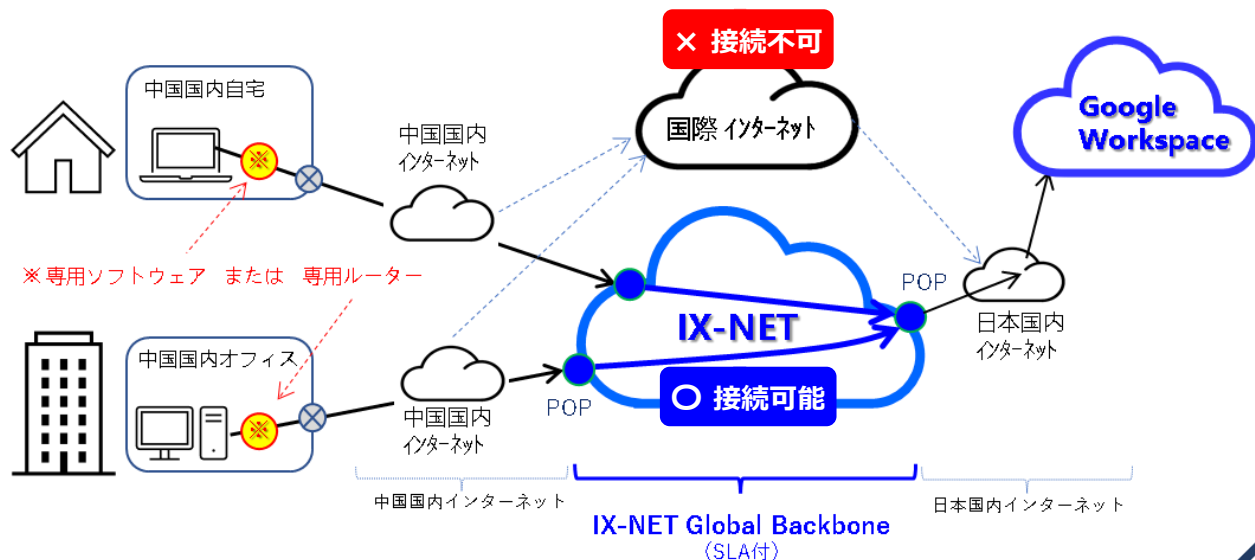 × 接続不可
中国国内自宅
※
中国国内
インターネット
国際 インターネット
Google
Workspace
※専用ソフトウェア または 専用ルーター
POP
IX-NET
日本国内
インターネット
中国国内オフィス
※
〇 接続可能
POP
中国国内
インターネット
中国国内インターネット
日本国内インターネット
IX-NET Global Backbone
(SLA付)